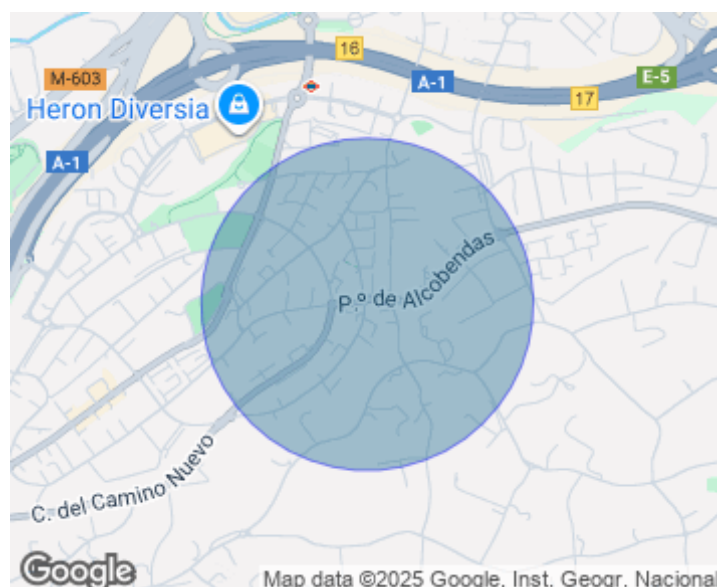 16
M-603
A-1
E-5
Heron Diversia
17
A-1
P.º de Alcobendas
C. del Camino Nuevo
Google
Map data ©2025 Google, Inst. Geogr. Nacional